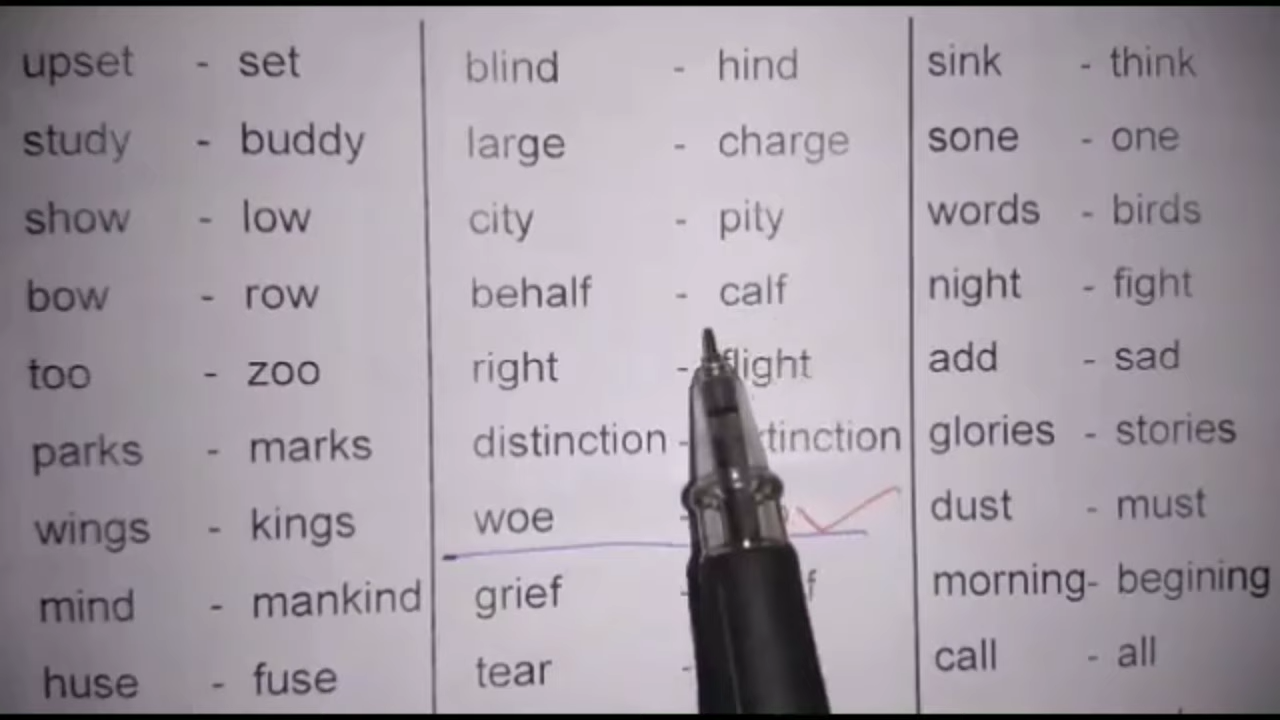 upset - set
study - buddy
show - low
bow - row
too - zoo
parks - marks
wings - kings
mind - mankind
huse - fuse
blind - hind
large - charge
city - pity
behalf - calf
right - flight
distinction -
woe -
grief -
tear -
sink - think
sone - one
words - birds
night - fight
add - sad
glories - stories
dust - must
morning- begining
call - all